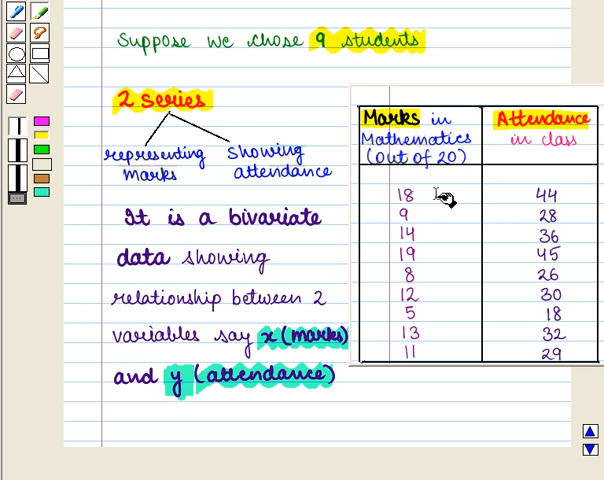 Suppose we chose 9 students
2 series
representing marks
showing attendance
It is a bivariate
data showing
relationship between 2
variables say x (marks)
and y (attendance)
Marks in Attendance
Mathematics in class
(out of 20)
18 44
9 28
14 36
19 45
8 26
12 30
5 18
13 32
11 29